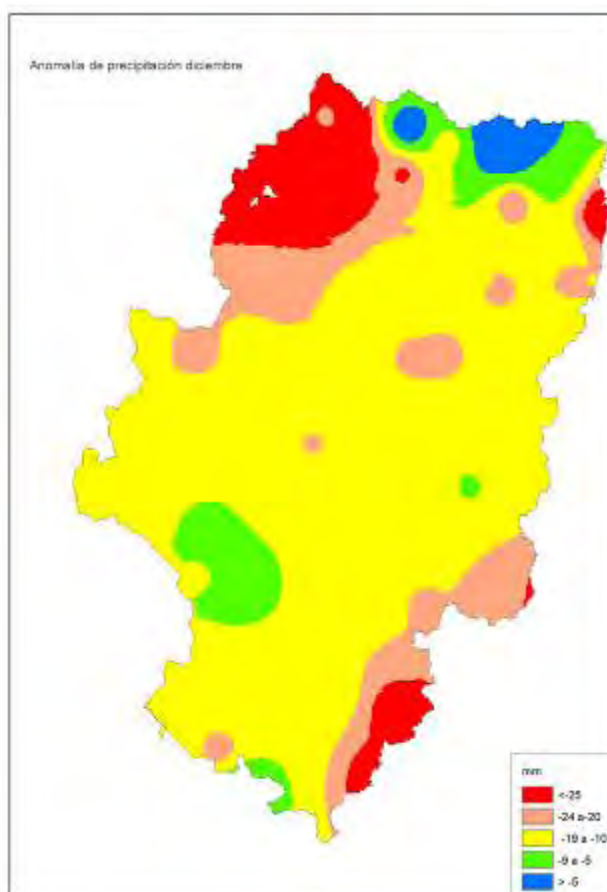 Anomalía de precipitación diciembre
mm
<-25
-24 a-20
-19 a -10
-9 a -5
> -5